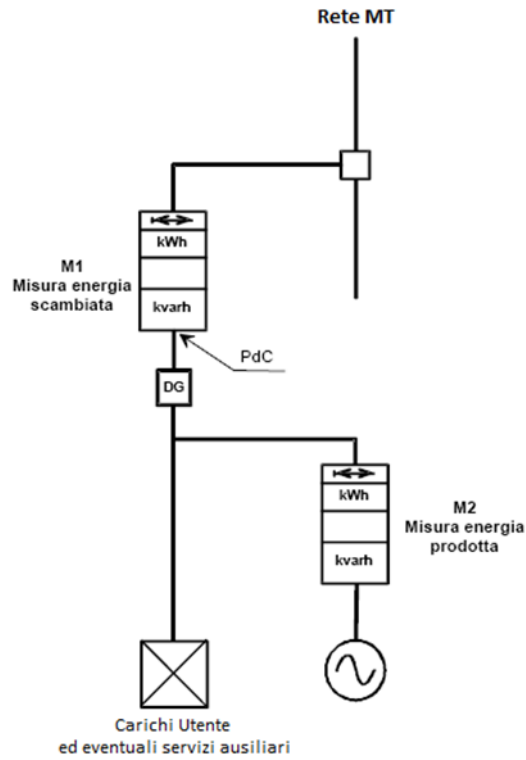 Rete MT
kWh
M1
Misura energia
scambiata
kvarh
PdC
DG
kWh
M2
Misura energia
prodotta
kvarh
Carichi Utente
ed eventuali servizi ausiliari